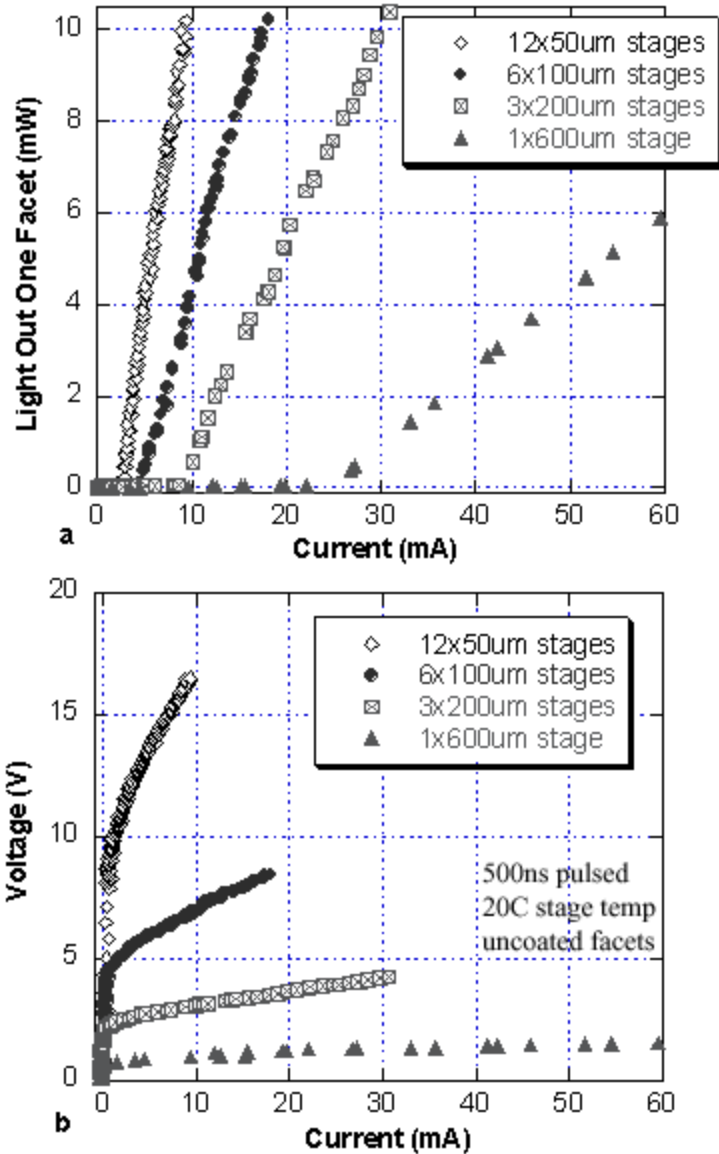 10
8
6
4
2
0
Light Out One Facet (mW)
12x50um stages
6x100um stages
3x200um stages
1x600um stage
0 10 20 30 40 50 60
a
Current (mA)
20
15
10
5
0
Voltage (V)
12x50um stages
6x100um stages
3x200um stages
1x600um stage
500ns pulsed
20C stage temp
uncoated facets
0 10 20 30 40 50 60
b
Current (mA)